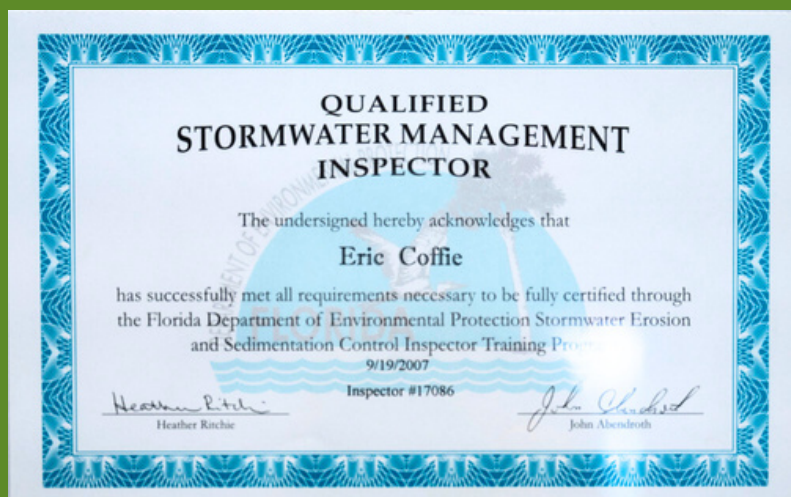 QUALIFIED
STORMWATER MANAGEMENT
INSPECTOR
The undersigned hereby acknowledges that
Eric Coffie
has successfully met all requirements necessary to be fully certified through
the Florida Department of Environmental Protection Stormwater Erosion
and Sedimentation Control Inspector Training
9/19/2007
Inspector #17086
Heather Ritchie
John Abendroth
FLORIDA